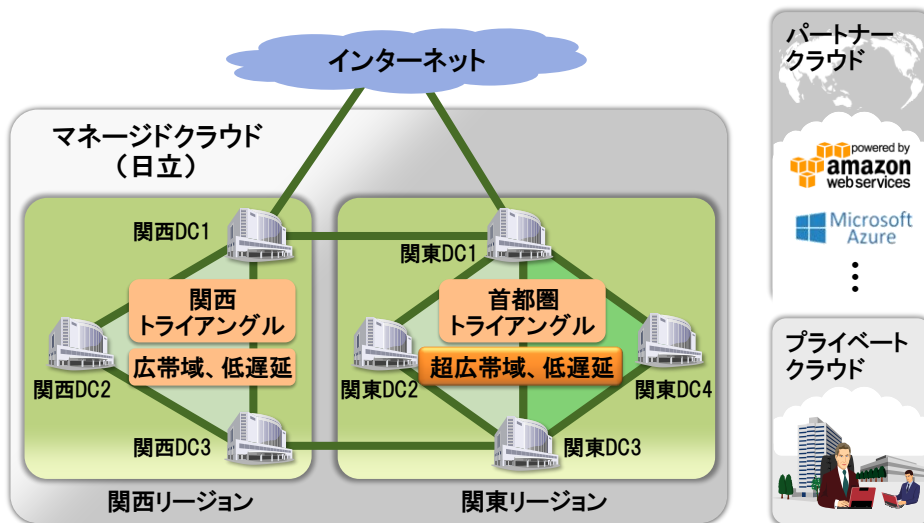 インターネット
マネージドクラウド
（日立）
関西DC1
関東DC1
関西
トライアングル
広帯域、低遅延
首都圏
トライアングル
超広帯域、低遅延
関西DC2
関東DC2
関東DC4
関西DC3
関東DC3
関西リージョン
関東リージョン
パートナー
クラウド
powered by
amazon
web services
Microsoft
Azure
プライベート
クラウド